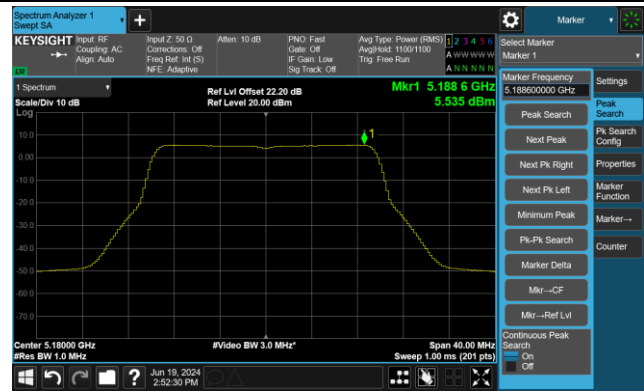 Spectrum Analyzer 1
Swept SA
Marker
KEYSIGHT
Input: RF
Coupling: AC
Align: Auto
Input Z: 50 Ω
Corrections: Off
Freq Ref: Int (S)
NFE: Adaptive
Atten: 10 dB
PNO: Fast
Gate: Off
IF Gain: Low
Sig Track: Off
Avg Type: Power (RMS)
Avg|Hold: 1100/1100
Trig: Free Run
1 2 3 4 5 6
A W W W W W
A N N N N N
LVI
Select Marker
Marker 1
1 Spectrum
Scale/Div 10 dB
Log
Ref Lvl Offset 22.20 dB
Ref Level 20.00 dBm
Mkr1 5.188 6 GHz
5.535 dBm
10.0
0.00
-10.0
-20.0
-30.0
-40.0
-50.0
-60.0
-70.0
1
Center 5.18000 GHz
#Res BW 1.0 MHz
#Video BW 3.0 MHz*
Span 40.00 MHz
Sweep 1.00 ms (201 pts)
Marker Frequency
5.188600000 GHz
Peak Search
Next Peak
Next Pk Right
Next Pk Left
Minimum Peak
Pk-Pk Search
Marker Delta
Mkr→CF
Mkr→Ref Lvl
Continuous Peak
Search
On
Off
Settings
Peak
Search
Pk Search
Config
Properties
Marker
Function
Marker→
Counter
?
Jun 19, 2024
2:52:30 PM